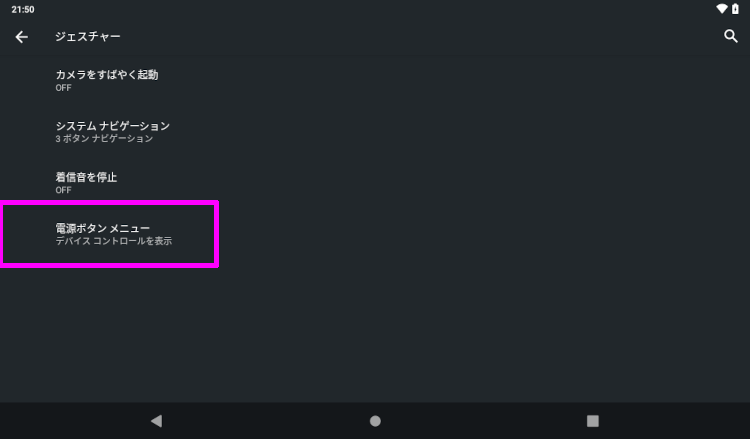 21:50
ジェスチャー
カメラをすばやく起動
OFF
システム ナビゲーション
3 ボタン ナビゲーション
着信音を停止
OFF
電源ボタン メニュー
デバイス コントロールを表示